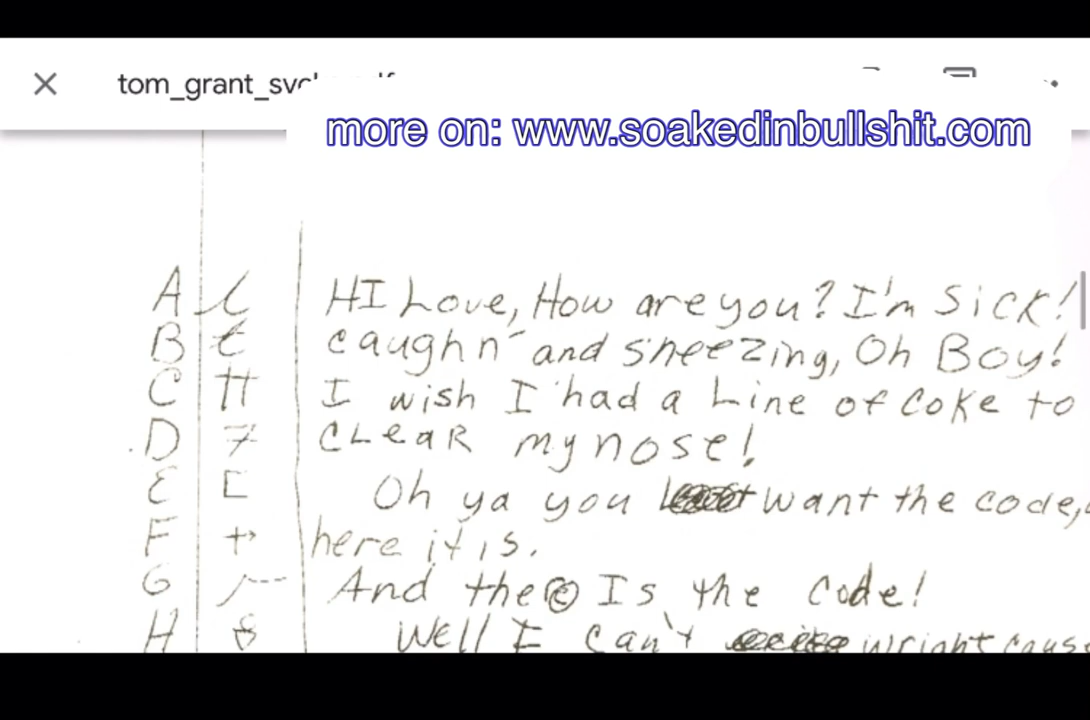 tom_grant_sv
more on: www.soakedinbullshit.com
A HI Love, How are you? I'm Sick!
B t caughn and sneezing, Oh Boy!
C I wish I had a Line of Coke to
D CLeaR my nose!
E [ Oh ya you want the code,
F + here it is.
G And the Is the code!
H Well I can't wright caus